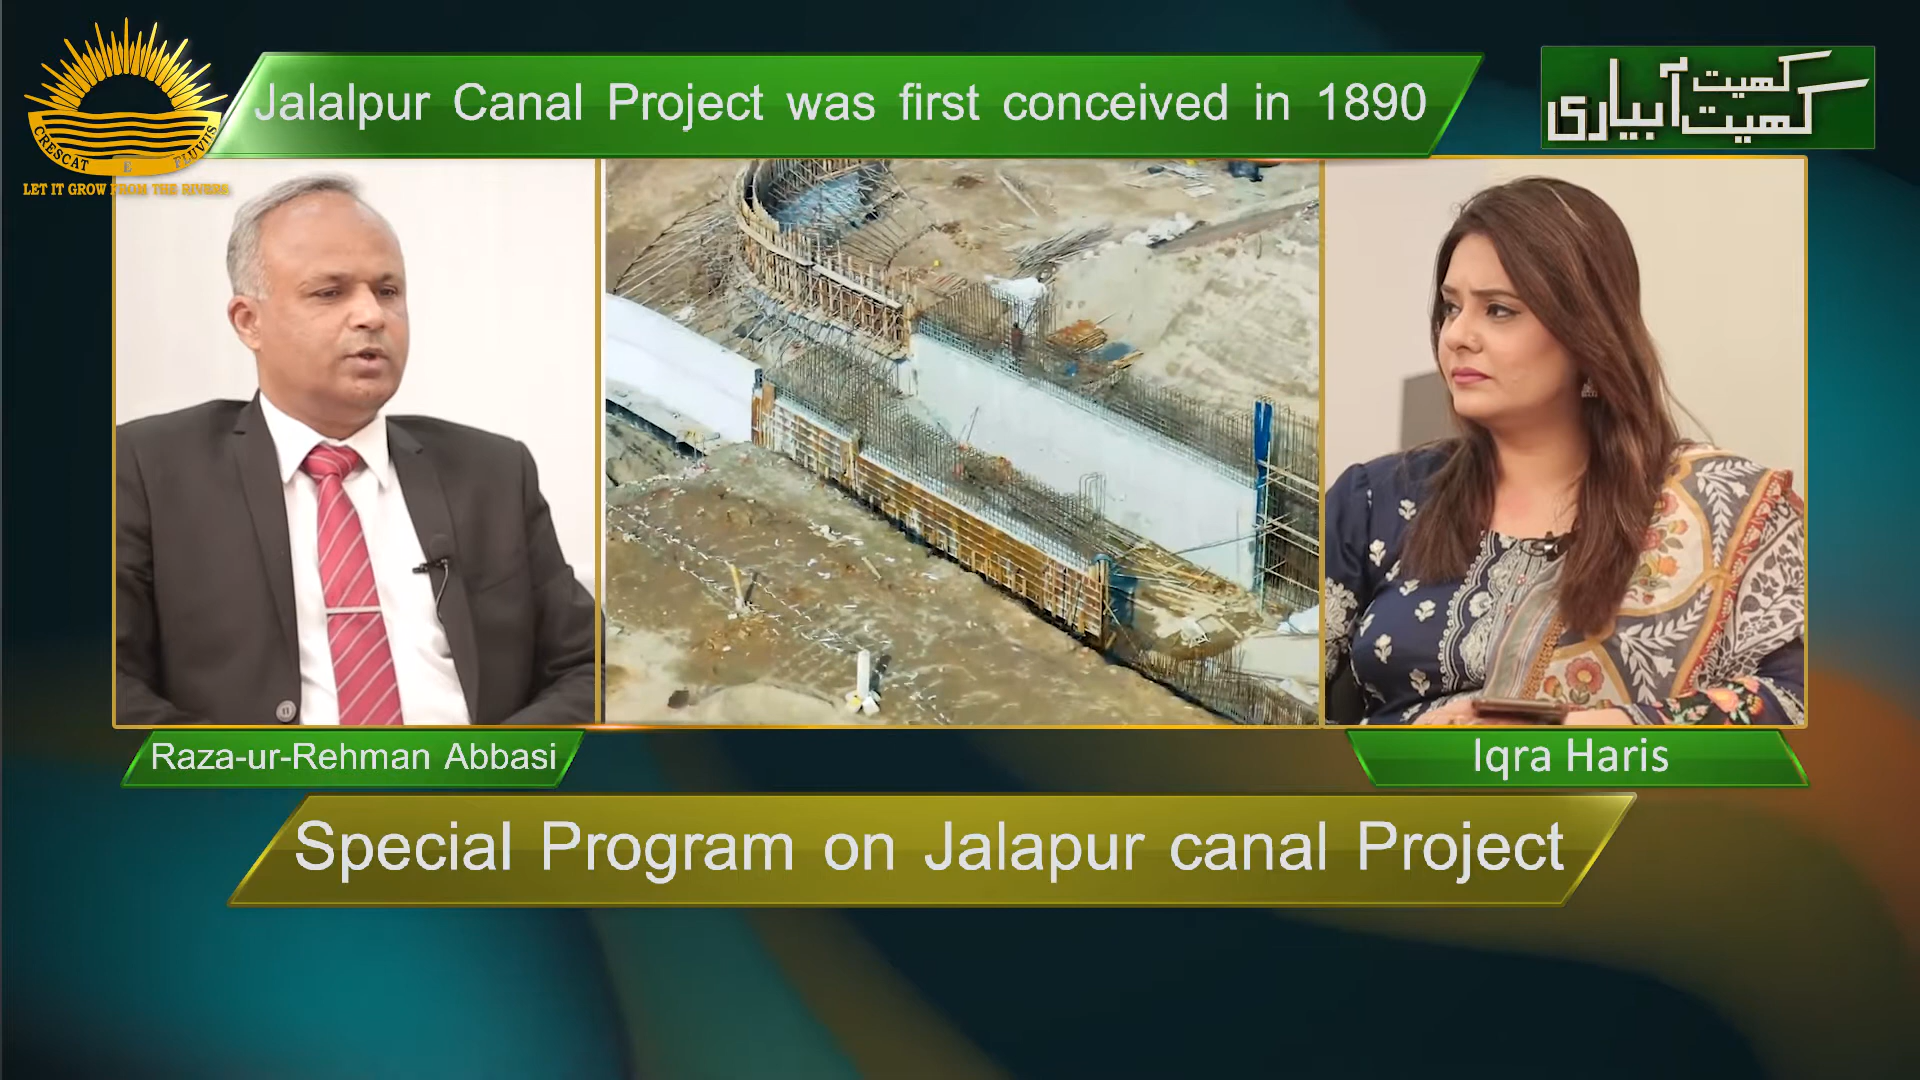 Jalalpur Canal Project was first conceived in 1890
کھیت کھیت آبیاری
CRESCAT E FLUVIIS
LET IT GROW FROM THE RIVERS
Raza-ur-Rehman Abbasi
Iqra Haris
Special Program on Jalapur canal Project